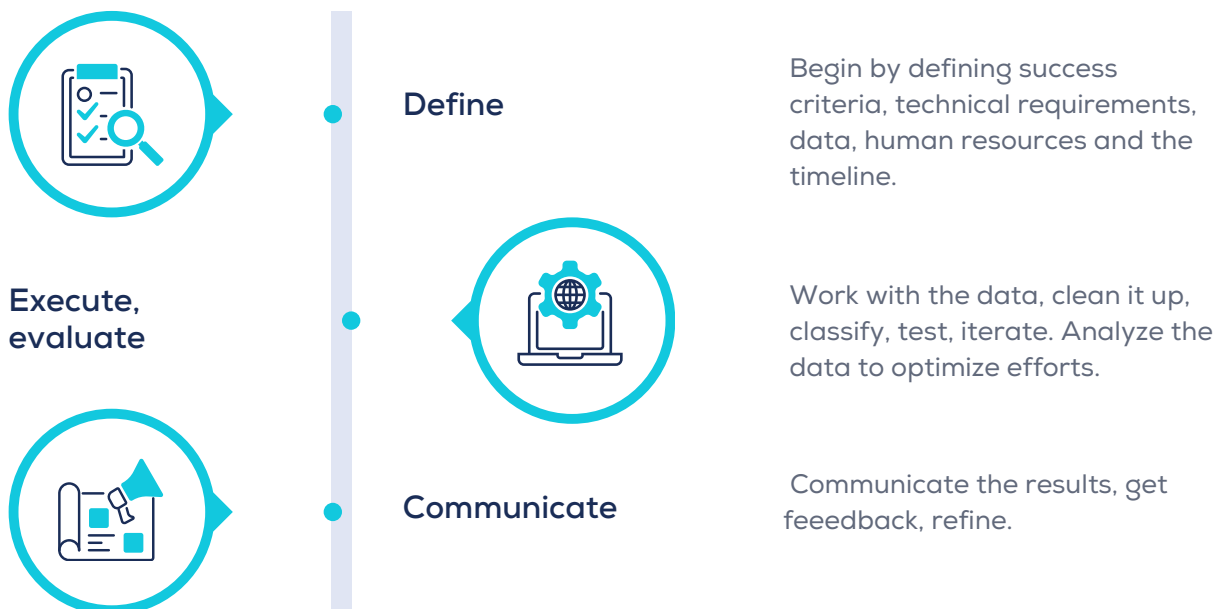 Define
Begin by defining success
criteria, technical requirements,
data, human resources and the
timeline.
Execute,
evaluate
Work with the data, clean it up,
classify, test, iterate. Analyze the
data to optimize efforts.
Communicate
Communicate the results, get
feeedback, refine.